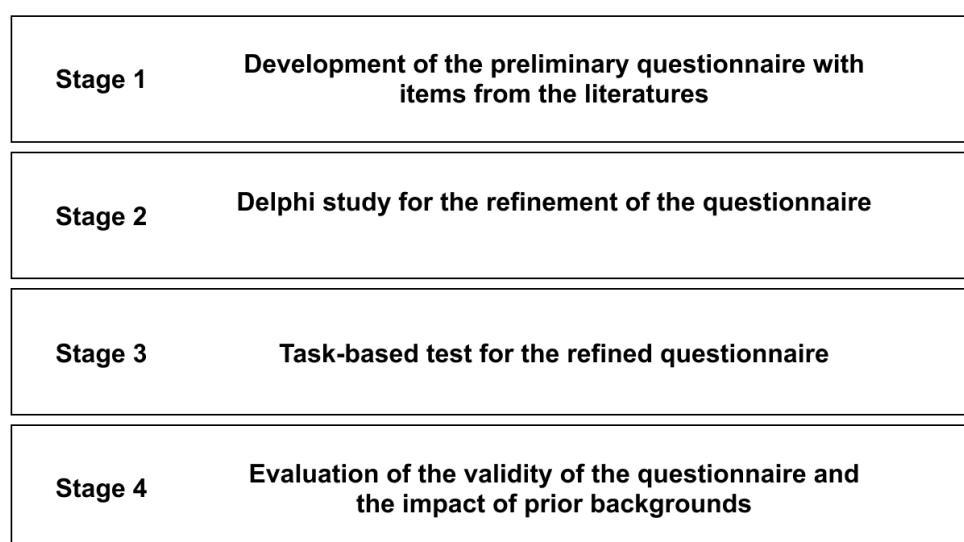 Stage 1
Development of the preliminary questionnaire with
items from the literatures
Stage 2
Delphi study for the refinement of the questionnaire
Stage 3
Task-based test for the refined questionnaire
Stage 4
Evaluation of the validity of the questionnaire and
the impact of prior backgrounds